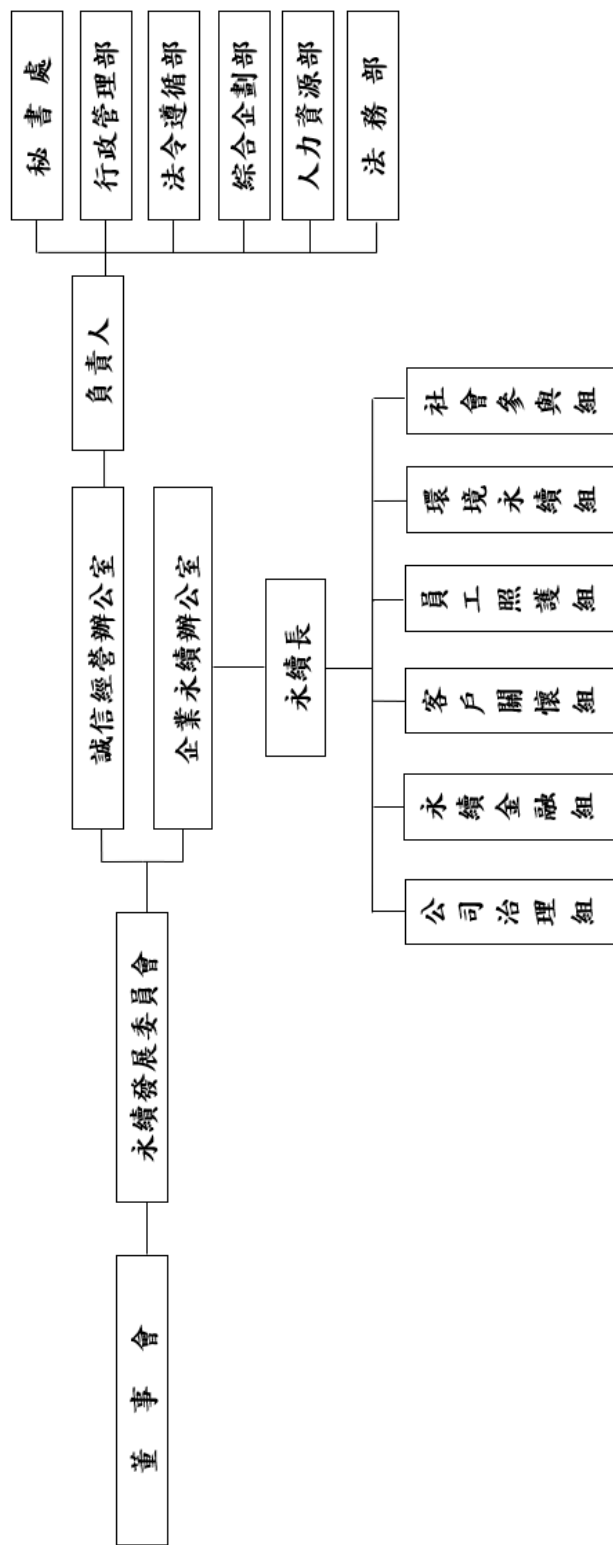 董事會
永續發展委員會
誠信經營辦公室
企業永續辦公室
負責人
永續長
秘書處
行政管理部
法令遵循部
綜合企劃部
人力資源部
法務部
公司治理組
永續金融組
客戶關懷組
員工照護組
環境永續組
社會參與組